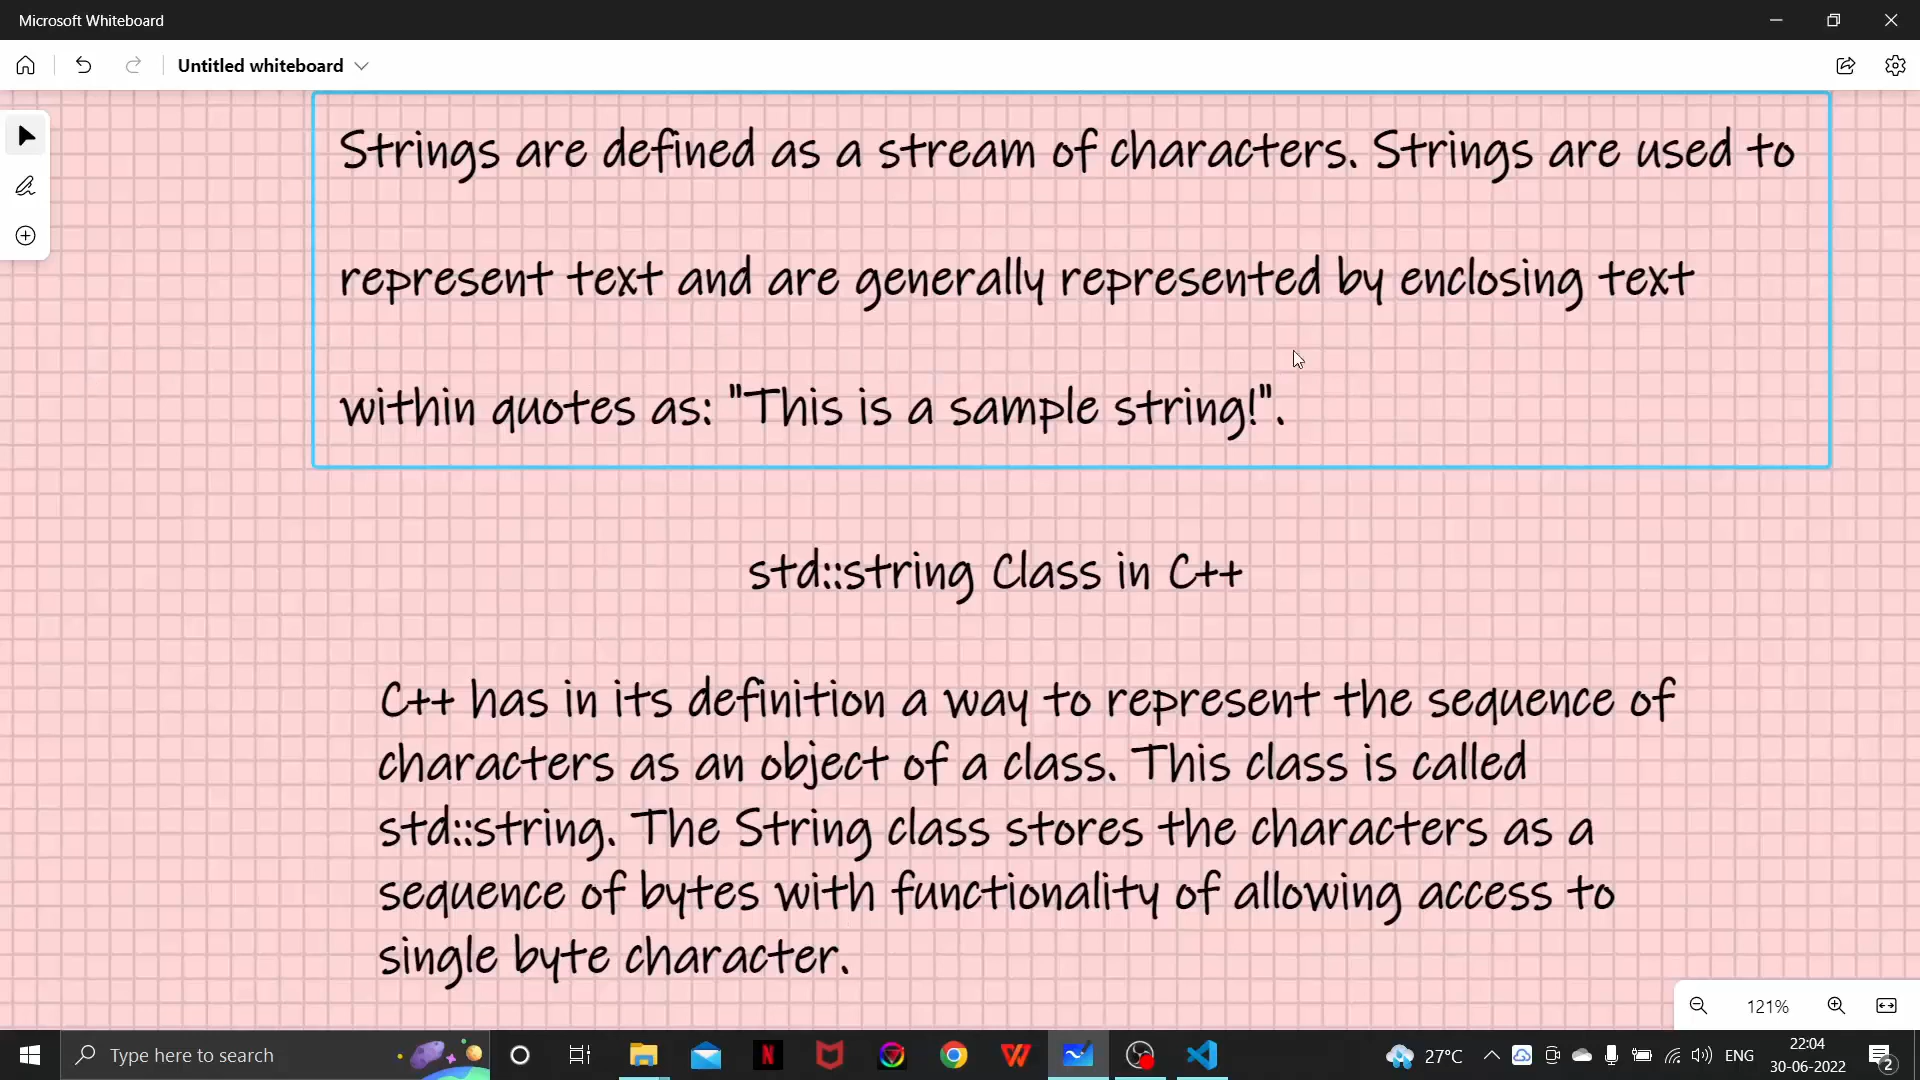 Microsoft Whiteboard
Untitled whiteboard
Strings are defined as a stream of characters. Strings are used to
represent text and are generally represented by enclosing text
within quotes as: "This is a sample string!".
std::string Class in C++
C++ has in its definition a way to represent the sequence of
characters as an object of a class. This class is called
std::string. The String class stores the characters as a
sequence of bytes with functionality of allowing access to
single byte character.
121%
Type here to search
N
W
27°C
ENG
22:04
30-06-2022
2